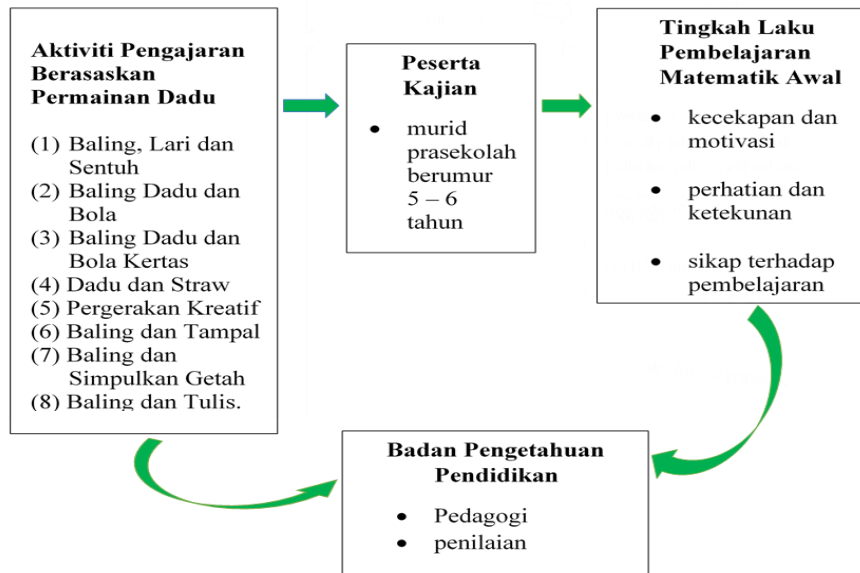 Aktiviti Pengajaran
Berasaskan
Permainan Dadu
(1) Baling, Lari dan
Sentuh
(2) Baling Dadu dan
Bola
(3) Baling Dadu dan
Bola Kertas
(4) Dadu dan Straw
(5) Pergerakan Kreatif
(6) Baling dan Tampal
(7) Baling dan
Simpulkan Getah
(8) Baling dan Tulis.
Peserta
Kajian
• murid
prasekolah
berumur
5 – 6
tahun
Tingkah Laku
Pembelajaran
Matematik Awal
• kecekapan dan
motivasi
• perhatian dan
ketekunan
• sikap terhadap
pembelajaran
Badan Pengetahuan
Pendidikan
• Pedagogi
• penilaian